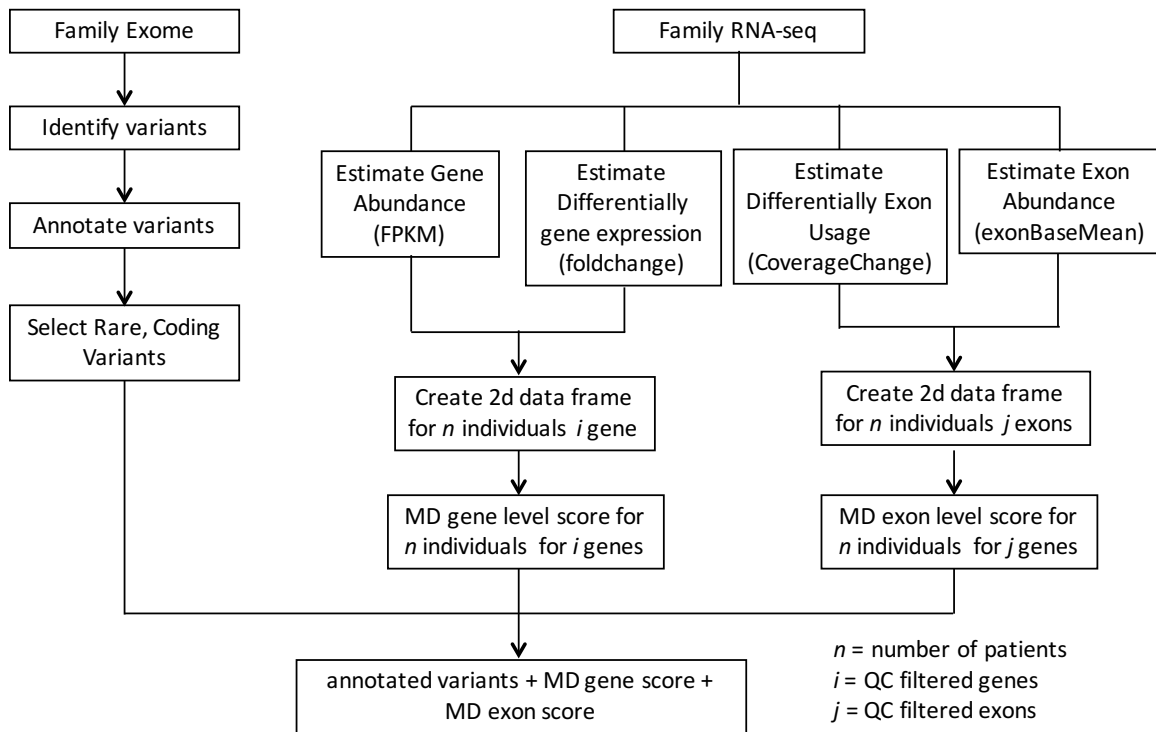 Family Exome
Identify variants
Annotate variants
Select Rare, Coding
Variants
Family RNA-seq
Estimate Gene
Abundance
(FPKM)
Estimate
Differentially
gene expression
(foldchange)
Estimate
Differentially Exon
Usage
(CoverageChange)
Estimate Exon
Abundance
(exonBaseMean)
Create 2d data frame
for n individuals i gene
Create 2d data frame
for n individuals j exons
MD gene level score for
n individuals for i genes
MD exon level score for
n individuals for j genes
annotated variants + MD gene score +
MD exon score
n = number of patients
i = QC filtered genes
j = QC filtered exons